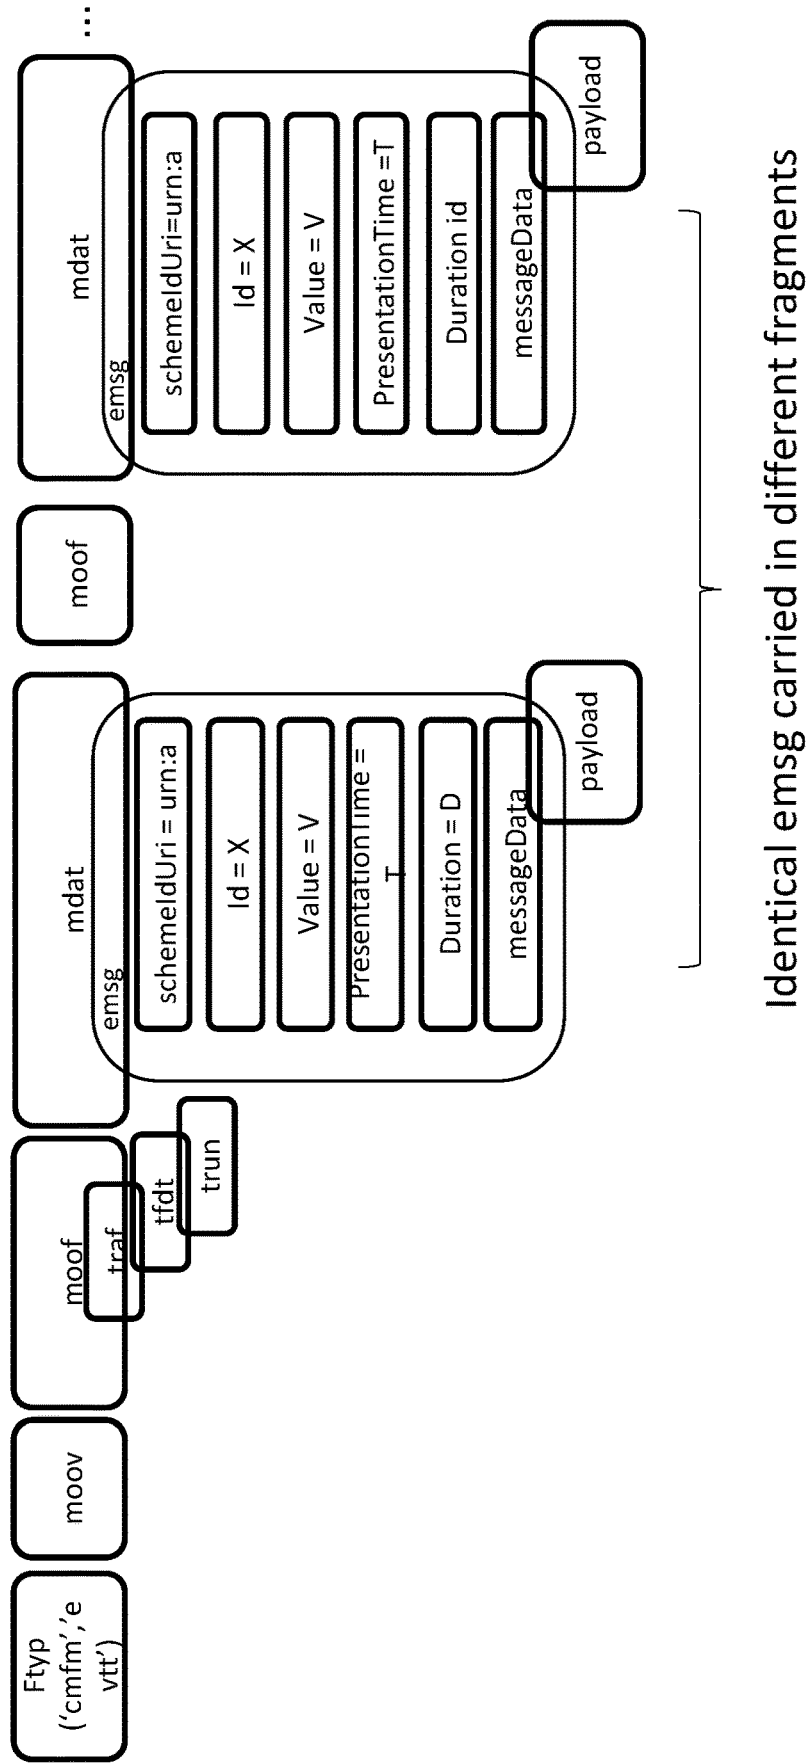 Ftyp
('cmfm','e
vtt')
moov
moof
traf
tfdt
trun
mdat
emsg
schemeIdUri = urn:a
Id = X
Value = V
PresentationTime =
T
Duration = D
messageData
payload
moof
mdat
emsg
schemeIdUri=urn:a
Id = X
Value = V
PresentationTime =T
Duration id
messageData
payload
...
Identical emsg carried in different fragments